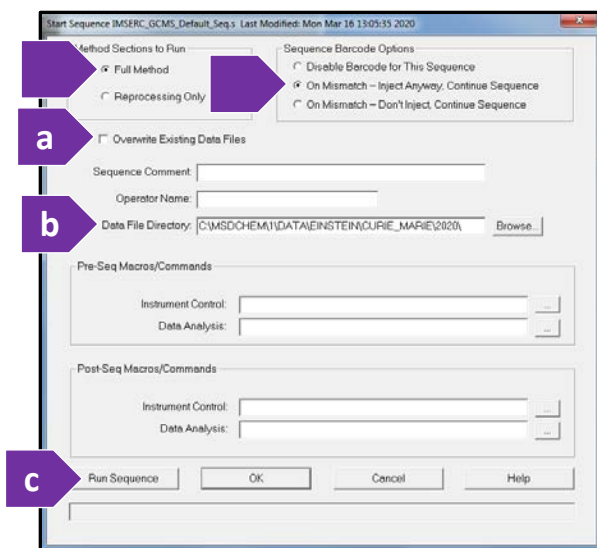 Start Sequence IMSERC_GCMS_Default_Seq.s Last Modified: Mon Mar 16 13:05:35 2020
Method Sections to Run
Full Method
Reprocessing Only
Sequence Barcode Options
Disable Barcode for This Sequence
On Mismatch – Inject Anyway, Continue Sequence
On Mismatch – Don't Inject, Continue Sequence
a
Overwrite Existing Data Files
Sequence Comment:
Operator Name:
b
Data File Directory: C:\MSDCHEM\1\DATA\EINSTEIN\CURIE_MARIE\2020\ Browse...
Pre-Seq Macros/Commands
Instrument Control: ...
Data Analysis: ...
Post-Seq Macros/Commands
Instrument Control: ...
Data Analysis: ...
c
Run Sequence OK Cancel Help